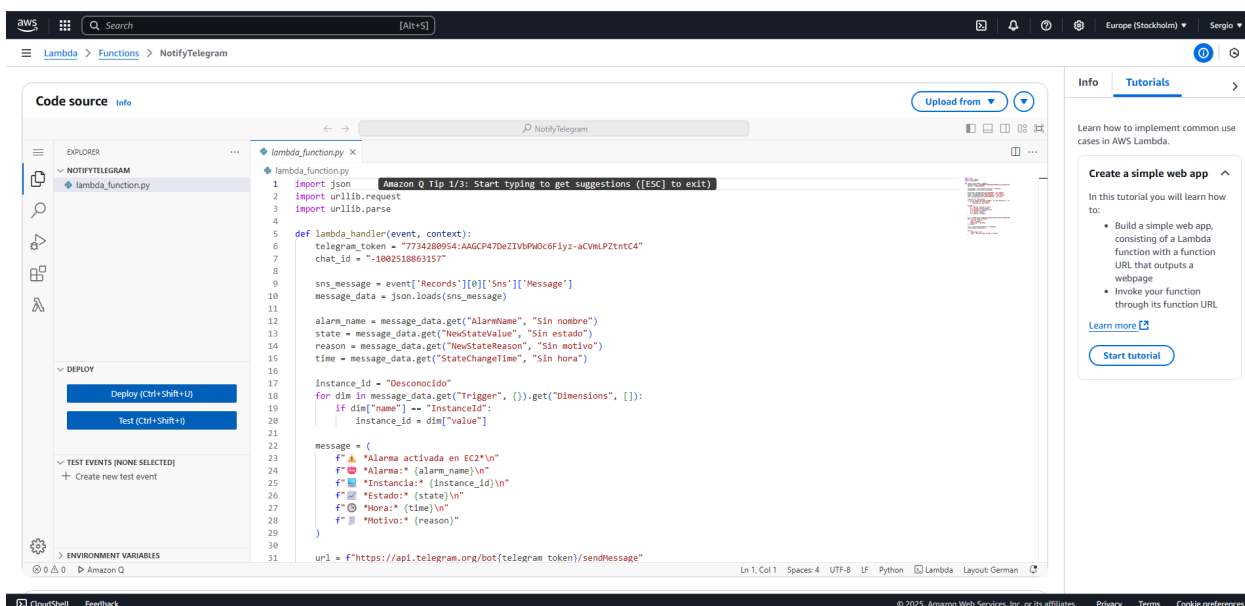 aws
Search
[Alt+S]
Europe (Stockholm) ▼
Sergio ▼
Lambda > Functions > NotifyTelegram
Code source Info
Upload from ▼
NotifyTelegram
EXPLORER
NOTIFYTELEGRAM
lambda_function.py
DEPLOY
Deploy (Ctrl+Shift+U)
Test (Ctrl+Shift+I)
TEST EVENTS [NONE SELECTED]
+ Create new test event
> ENVIRONMENT VARIABLES
lambda_function.py ×
lambda_function.py
Amazon Q Tip 1/3: Start typing to get suggestions ([ESC] to exit)
1 import json
2 import urllib.request
3 import urllib.parse
4
5 def lambda_handler(event, context):
6 telegram_token = "7734280954:AAGCP47DeZIVbPWOc6Fiyz-aCVmLPZtntC4"
7 chat_id = "-1002518863157"
8
9 sns_message = event['Records'][0]['Sns']['Message']
10 message_data = json.loads(sns_message)
11
12 alarm_name = message_data.get("AlarmName", "Sin nombre")
13 state = message_data.get("NewStateValue", "Sin estado")
14 reason = message_data.get("NewStateReason", "Sin motivo")
15 time = message_data.get("StateChangeTime", "Sin hora")
16
17 instance_id = "Desconocido"
18 for dim in message_data.get("Trigger", {}).get("Dimensions", []):
19 if dim["name"] == "InstanceId":
20 instance_id = dim["value"]
21
22 message = (
23 f"⚠️ *Alarma activada en EC2*\n"
24 f"📛 *Alarma:* {alarm_name}\n"
25 f"💻 *Instancia:* {instance_id}\n"
26 f"📈 *Estado:* {state}\n"
27 f"🕒 *Hora:* {time}\n"
28 f"📄 *Motivo:* {reason}"
29 )
30
31 url = f"https://api.telegram.org/bot{telegram_token}/sendMessage"
0 0 Amazon Q
Ln 1, Col 1 Spaces: 4 UTF-8 LF Python Lambda Layout: German
Info
Tutorials
Learn how to implement common use
cases in AWS Lambda.
Create a simple web app
In this tutorial you will learn how
to:
• Build a simple web app,
consisting of a Lambda
function with a function
URL that outputs a
webpage
• Invoke your function
through its function URL
Learn more
Start tutorial
CloudShell Feedback
© 2025, Amazon Web Services, Inc. or its affiliates. Privacy Terms Cookie preferences